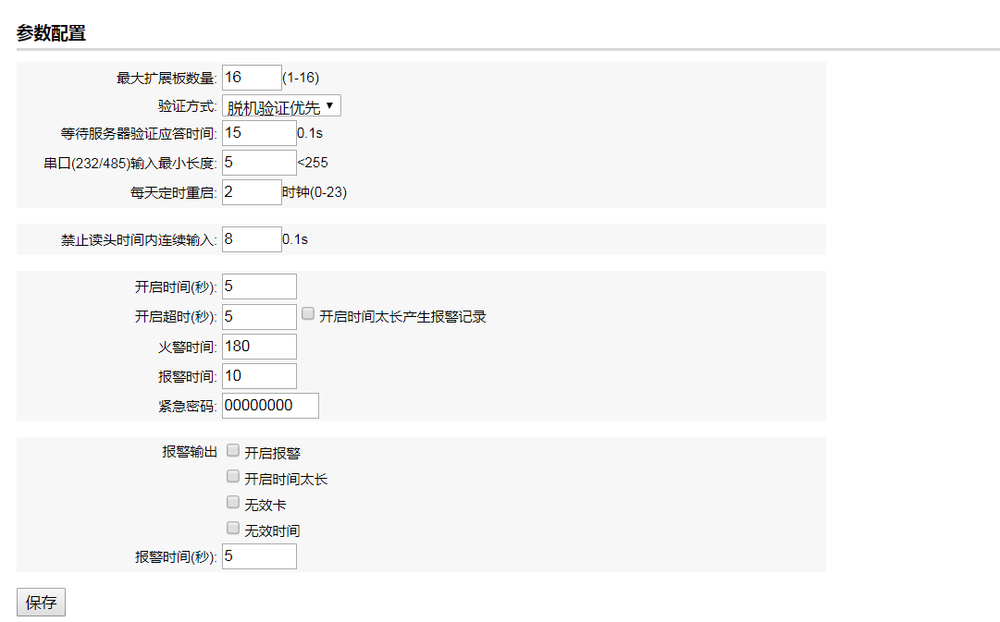 参数配置
最大扩展板数量: 16 (1-16)
验证方式: 脱机验证优先
等待服务器验证应答时间: 15 0.1s
串口(232/485)输入最小长度: 5 <255
每天定时重启: 2 时钟(0-23)
禁止读头时间内连续输入: 8 0.1s
开启时间(秒): 5
开启超时(秒): 5 开启时间太长产生报警记录
火警时间: 180
报警时间: 10
紧急密码: 00000000
报警输出 开启报警
开启时间太长
无效卡
无效时间
报警时间(秒): 5
保存